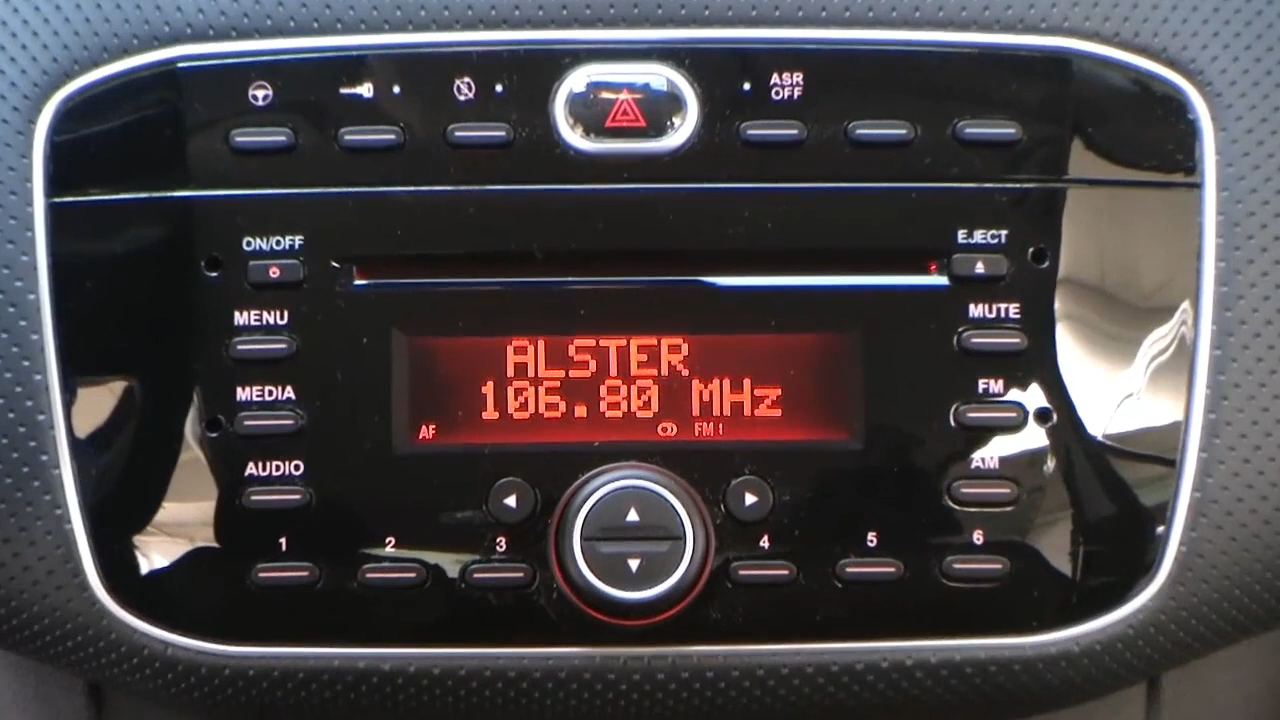 ASR
OFF
ON/OFF
EJECT
MENU
MUTE
MEDIA
FM
AUDIO
AM
ALSTER
106.80 MHz
AF
FM1
1
2
3
4
5
6